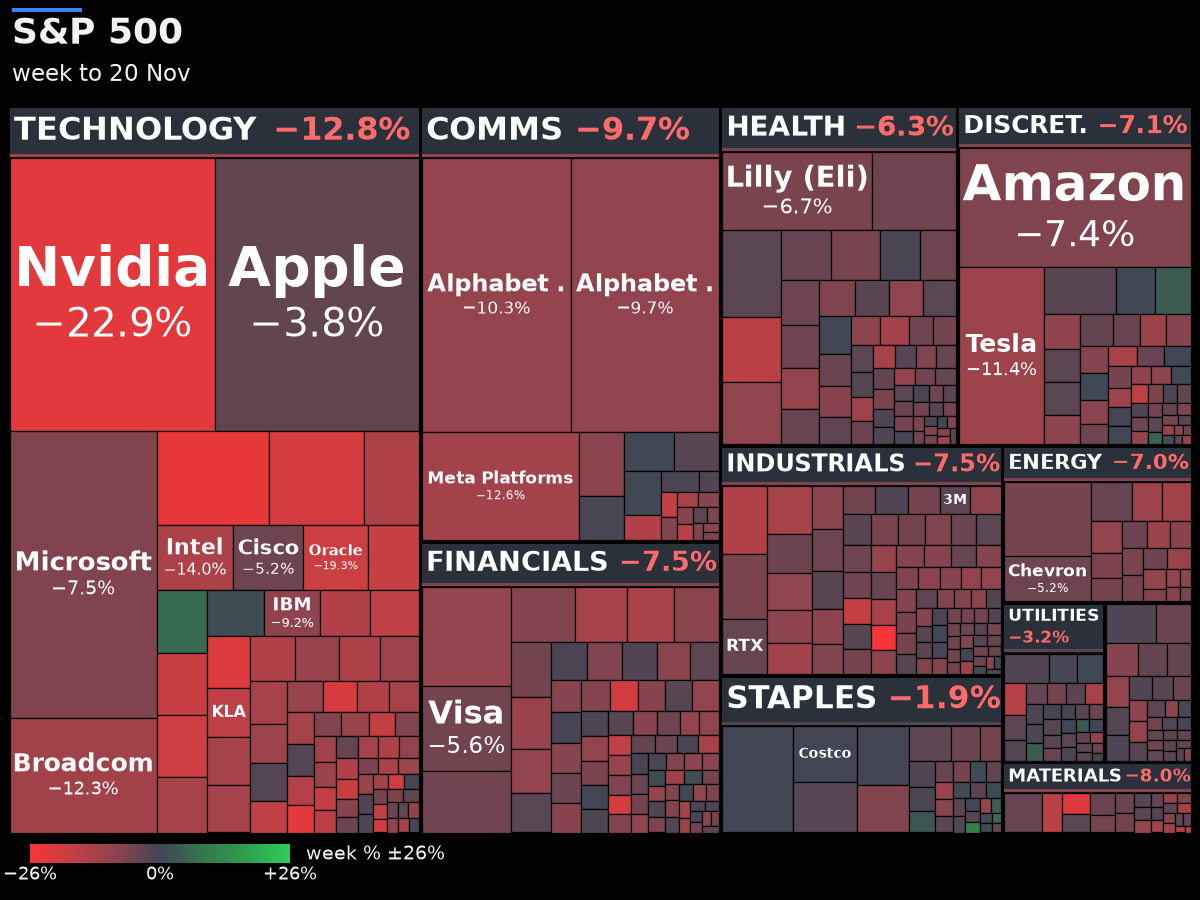 S&P 500
week to 20 Nov
TECHNOLOGY −12.8%
COMMS −9.7%
HEALTH −6.3%
DISCRET. −7.1%
Nvidia
−22.9%
Apple
−3.8%
Alphabet .
−10.3%
Alphabet .
−9.7%
Lilly (Eli)
−6.7%
Amazon
−7.4%
Tesla
−11.4%
Meta Platforms
−12.6%
Microsoft
−7.5%
Intel
−14.0%
Cisco
−5.2%
Oracle
−19.3%
IBM
−9.2%
KLA
Broadcom
−12.3%
FINANCIALS −7.5%
Visa
−5.6%
INDUSTRIALS −7.5%
3M
RTX
ENERGY −7.0%
Chevron
−5.2%
UTILITIES
−3.2%
STAPLES −1.9%
Costco
MATERIALS −8.0%
week % ±26%
−26%
0%
+26%